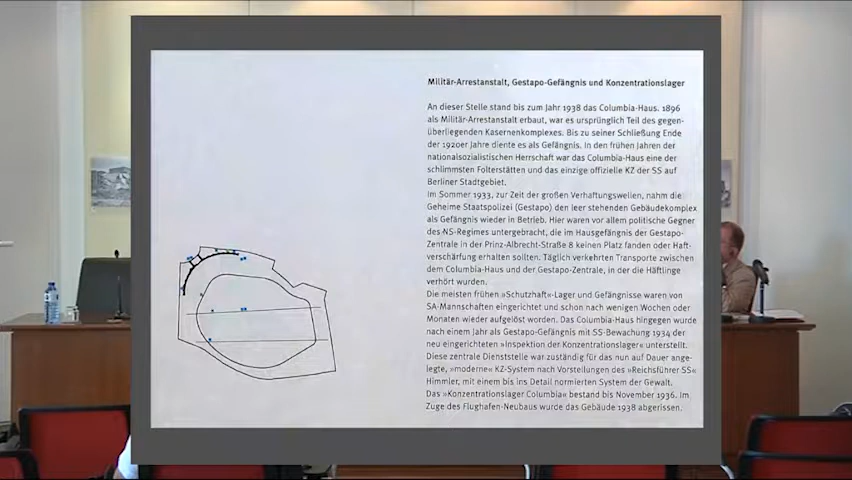 Militär-Arrestanstalt, Gestapo-Gefängnis und Konzentrationslager
An dieser Stelle stand bis zum Jahr 1938 das Columbia-Haus. 1896
als Militär-Arrestanstalt erbaut, war es ursprünglich Teil des gegen-
überliegenden Kasernenkomplexes. Bis zu seiner Schließung Ende
der 1920er Jahre diente es als Gefängnis. In den frühen Jahren der
nationalsozialistischen Herrschaft war das Columbia-Haus eine der
schlimmsten Folterstätten und das einzige offizielle KZ der SS auf
Berliner Stadtgebiet.
Im Sommer 1933, zur Zeit der großen Verhaftungswellen, nahm die
Geheime Staatspolizei (Gestapo) den leer stehenden Gebäudekomplex
als Gefängnis wieder in Betrieb. Hier waren vor allem politische Gegner
des NS-Regimes untergebracht, die im Hausgefängnis der Gestapo-
Zentrale in der Prinz-Albrecht-Straße 8 keinen Platz fanden oder Haft-
verschärfung erhalten sollten. Täglich verkehrten Transporte zwischen
dem Columbia-Haus und der Gestapo-Zentrale, in der die Häftlinge
verhört wurden.
Die meisten frühen »Schutzhaft«-Lager und Gefängnisse waren von
SA-Mannschaften eingerichtet und schon nach wenigen Wochen oder
Monaten wieder aufgelöst worden. Das Columbia-Haus hingegen wurde
nach einem Jahr als Gestapo-Gefängnis mit SS-Bewachung 1934 der
neu eingerichteten »Inspektion der Konzentrationslager« unterstellt.
Diese zentrale Dienststelle war zuständig für das nun auf Dauer ange-
legte, »moderne« KZ-System nach Vorstellungen des »Reichsführer SS«
Himmler, mit einem bis ins Detail normierten System der Gewalt.
Das »Konzentrationslager Columbia« bestand bis November 1936. Im
Zuge des Flughafen-Neubaus wurde das Gebäude 1938 abgerissen.